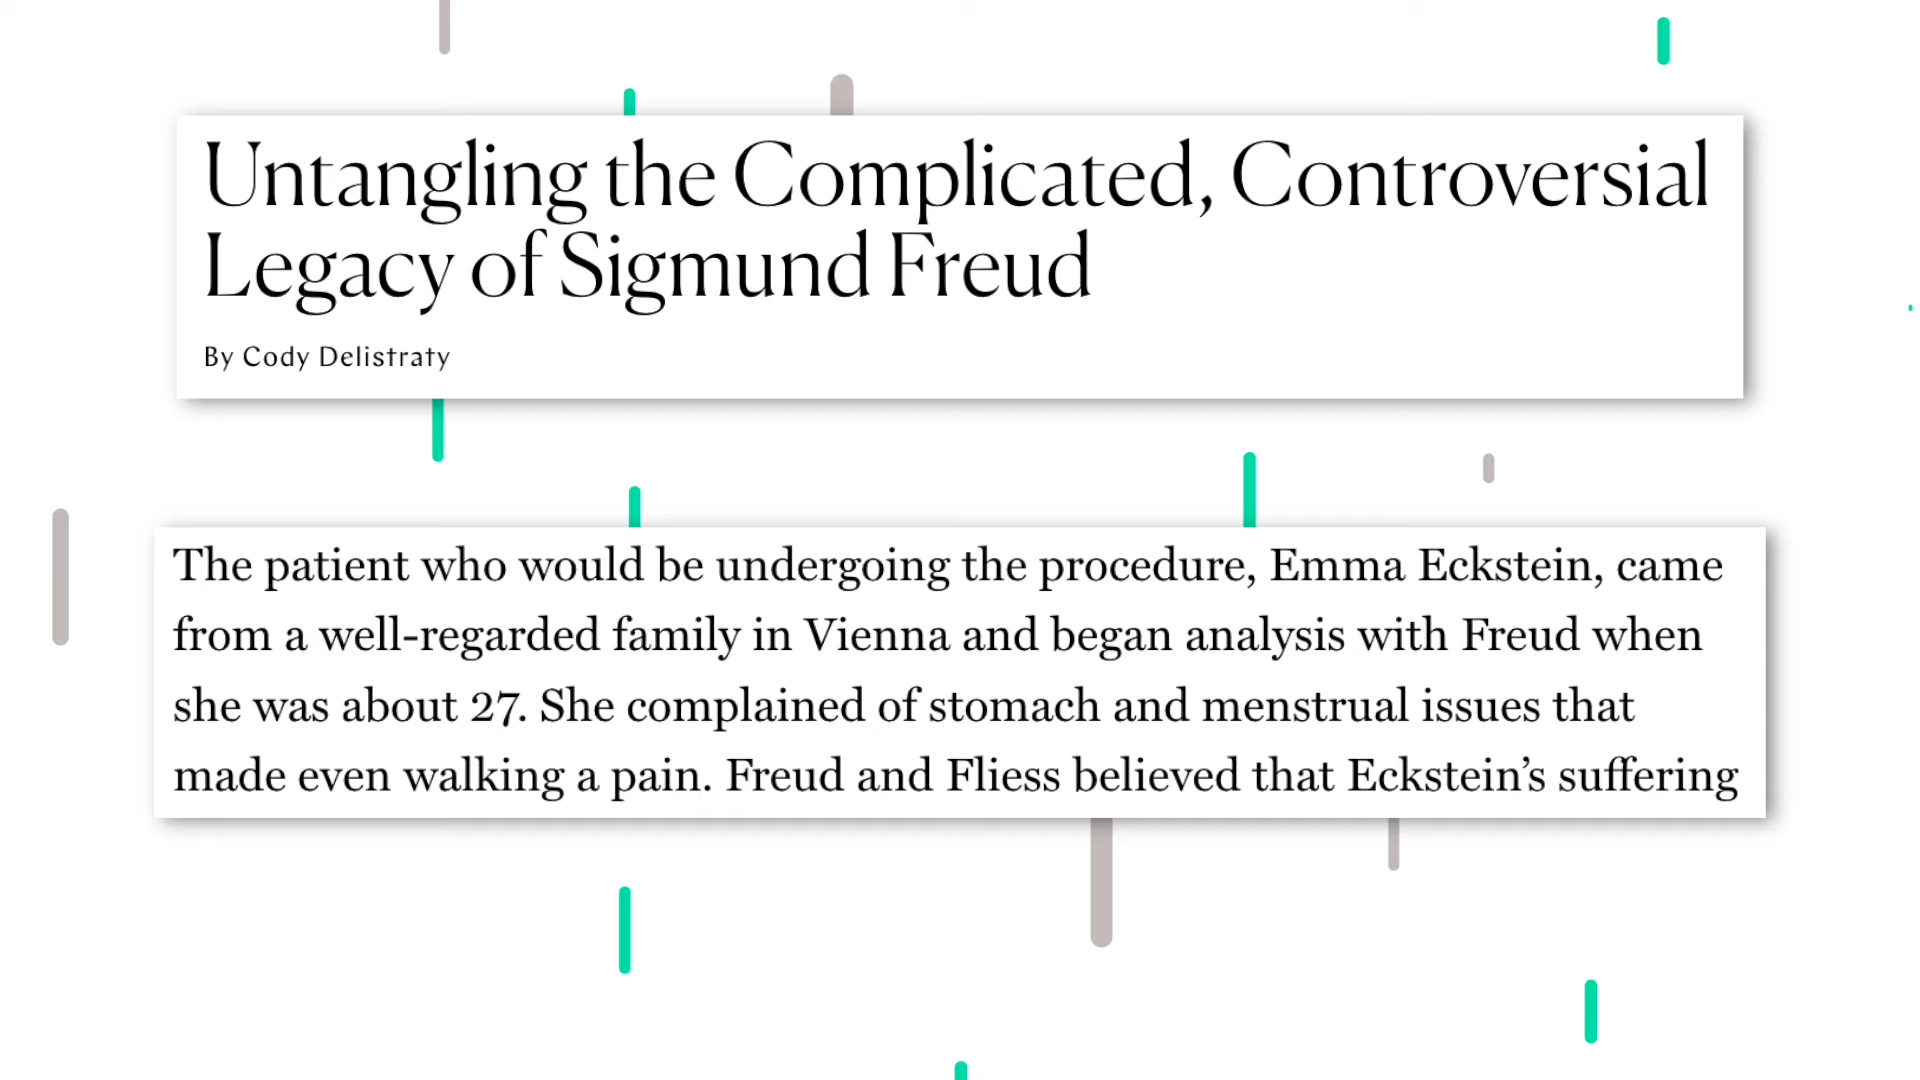 Untangling the Complicated, Controversial
Legacy of Sigmund Freud
By Cody Delistraty
The patient who would be undergoing the procedure, Emma Eckstein, came
from a well-regarded family in Vienna and began analysis with Freud when
she was about 27. She complained of stomach and menstrual issues that
made even walking a pain. Freud and Fliess believed that Eckstein’s suffering